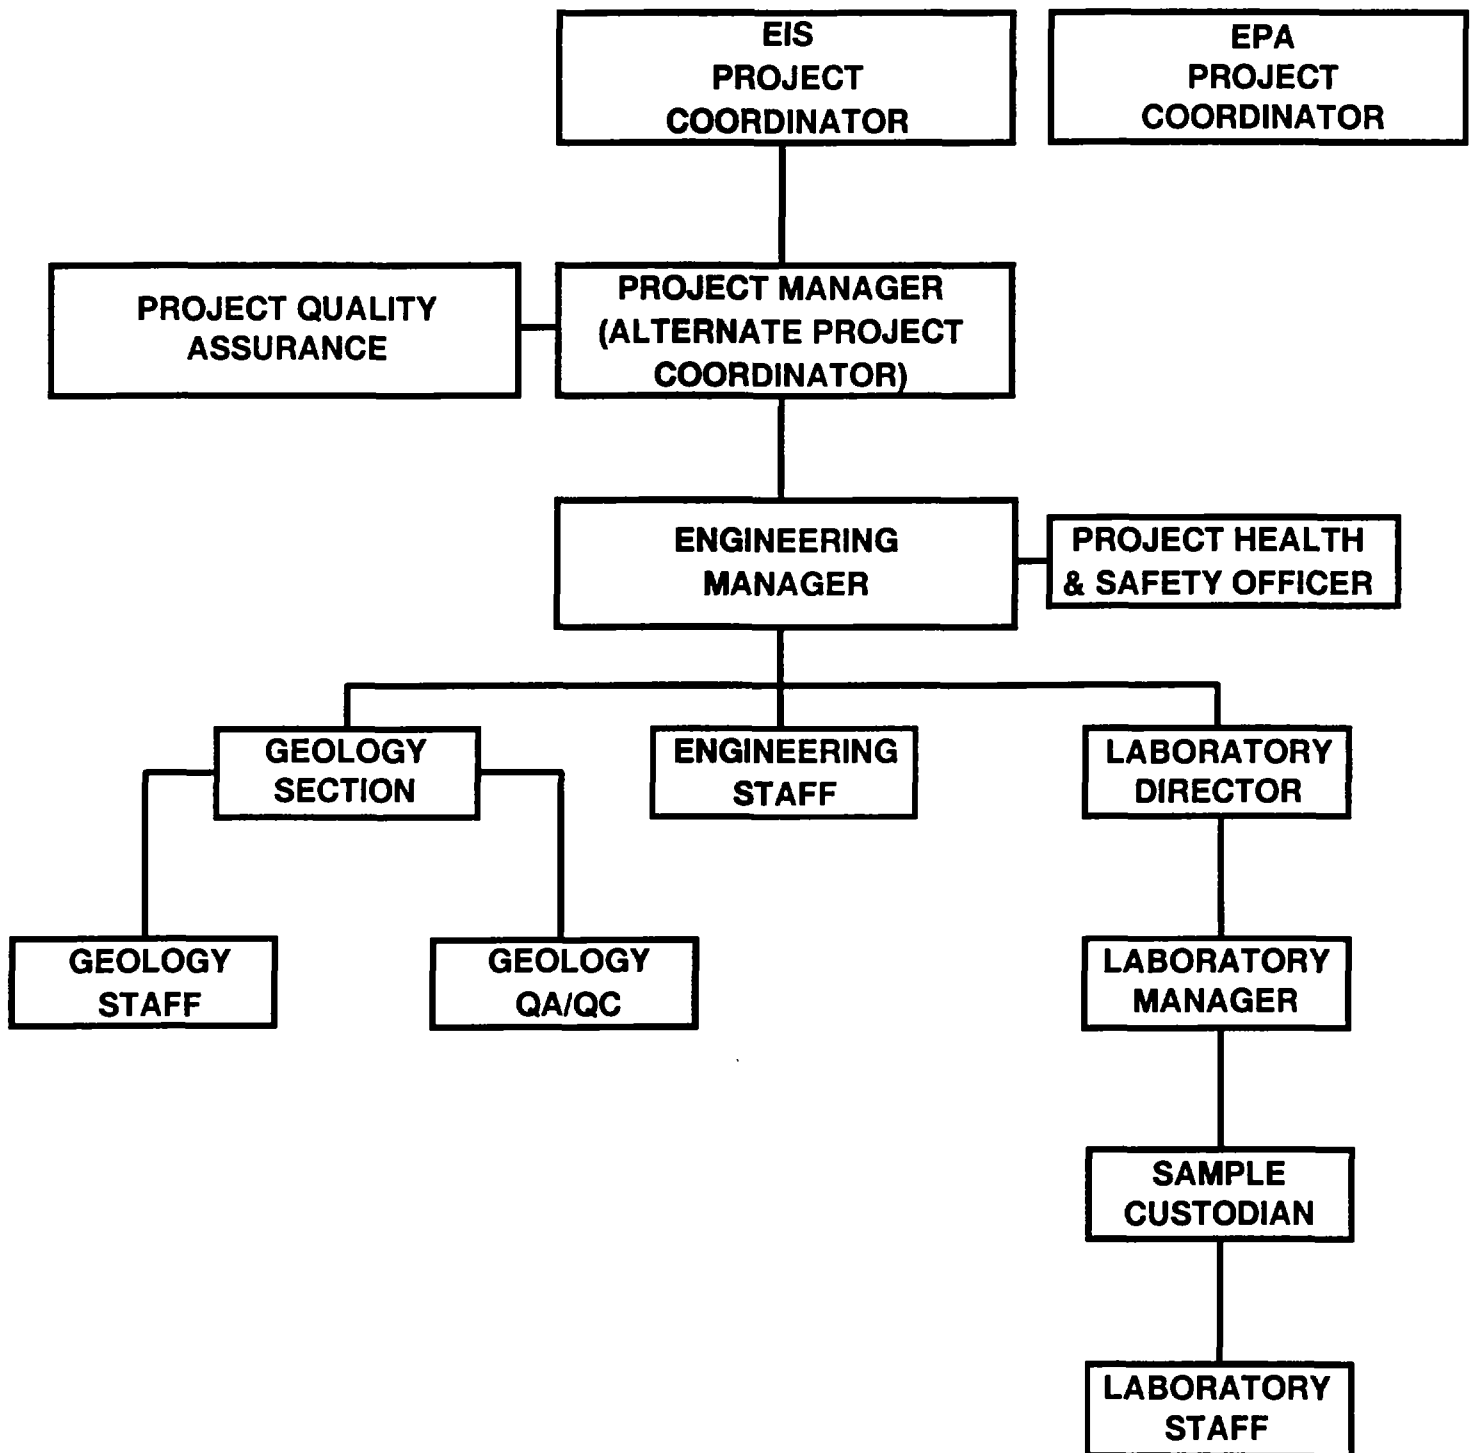 EIS
PROJECT
COORDINATOR
EPA
PROJECT
COORDINATOR
PROJECT QUALITY
ASSURANCE
PROJECT MANAGER
(ALTERNATE PROJECT
COORDINATOR)
ENGINEERING
MANAGER
PROJECT HEALTH
& SAFETY OFFICER
GEOLOGY
SECTION
ENGINEERING
STAFF
LABORATORY
DIRECTOR
GEOLOGY
STAFF
GEOLOGY
QA/QC
LABORATORY
MANAGER
SAMPLE
CUSTODIAN
LABORATORY
STAFF